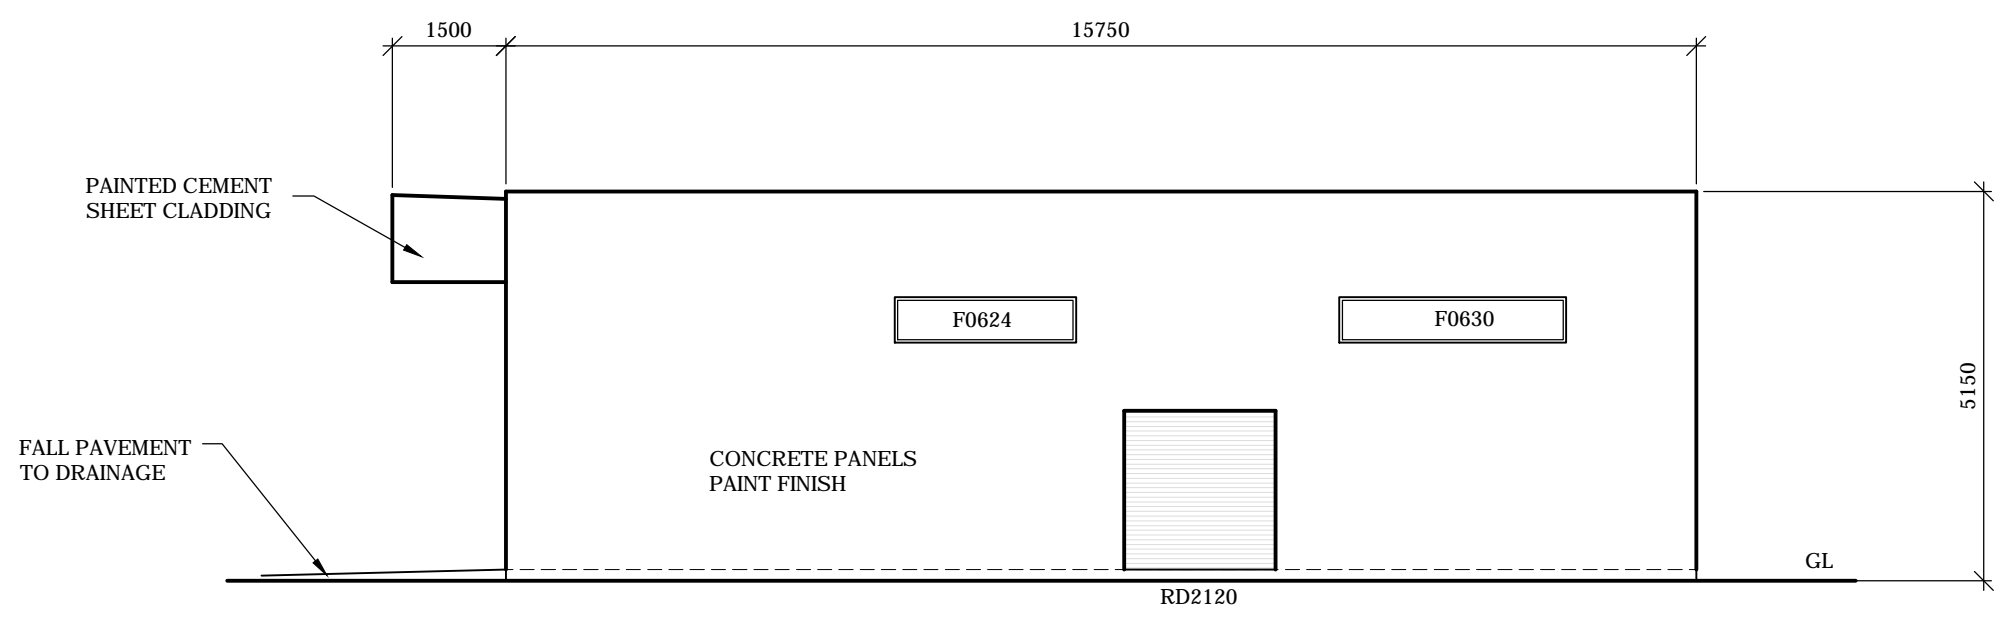 1500
15750
PAINTED CEMENT
SHEET CLADDING
F0624
F0630
5150
FALL PAVEMENT
TO DRAINAGE
CONCRETE PANELS
PAINT FINISH
GL
RD2120